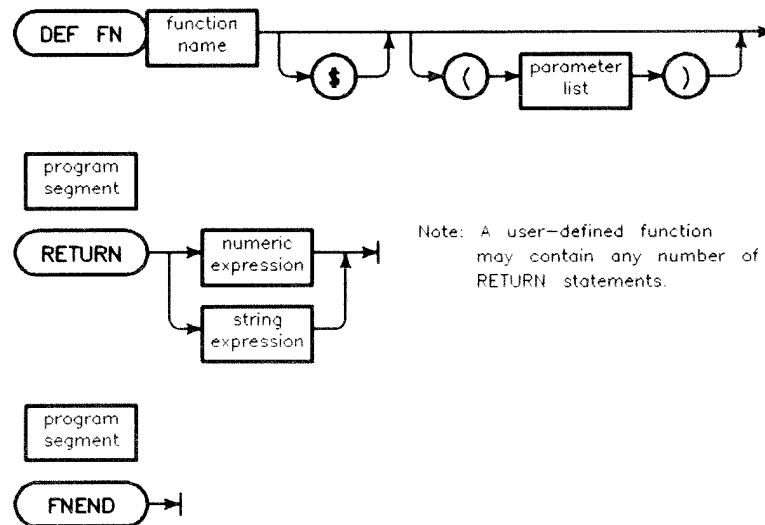 DEF FN function name
$ ( parameter list )
program segment
RETURN numeric expression
string expression
Note: A user-defined function
may contain any number of
RETURN statements.
program segment
FNEND